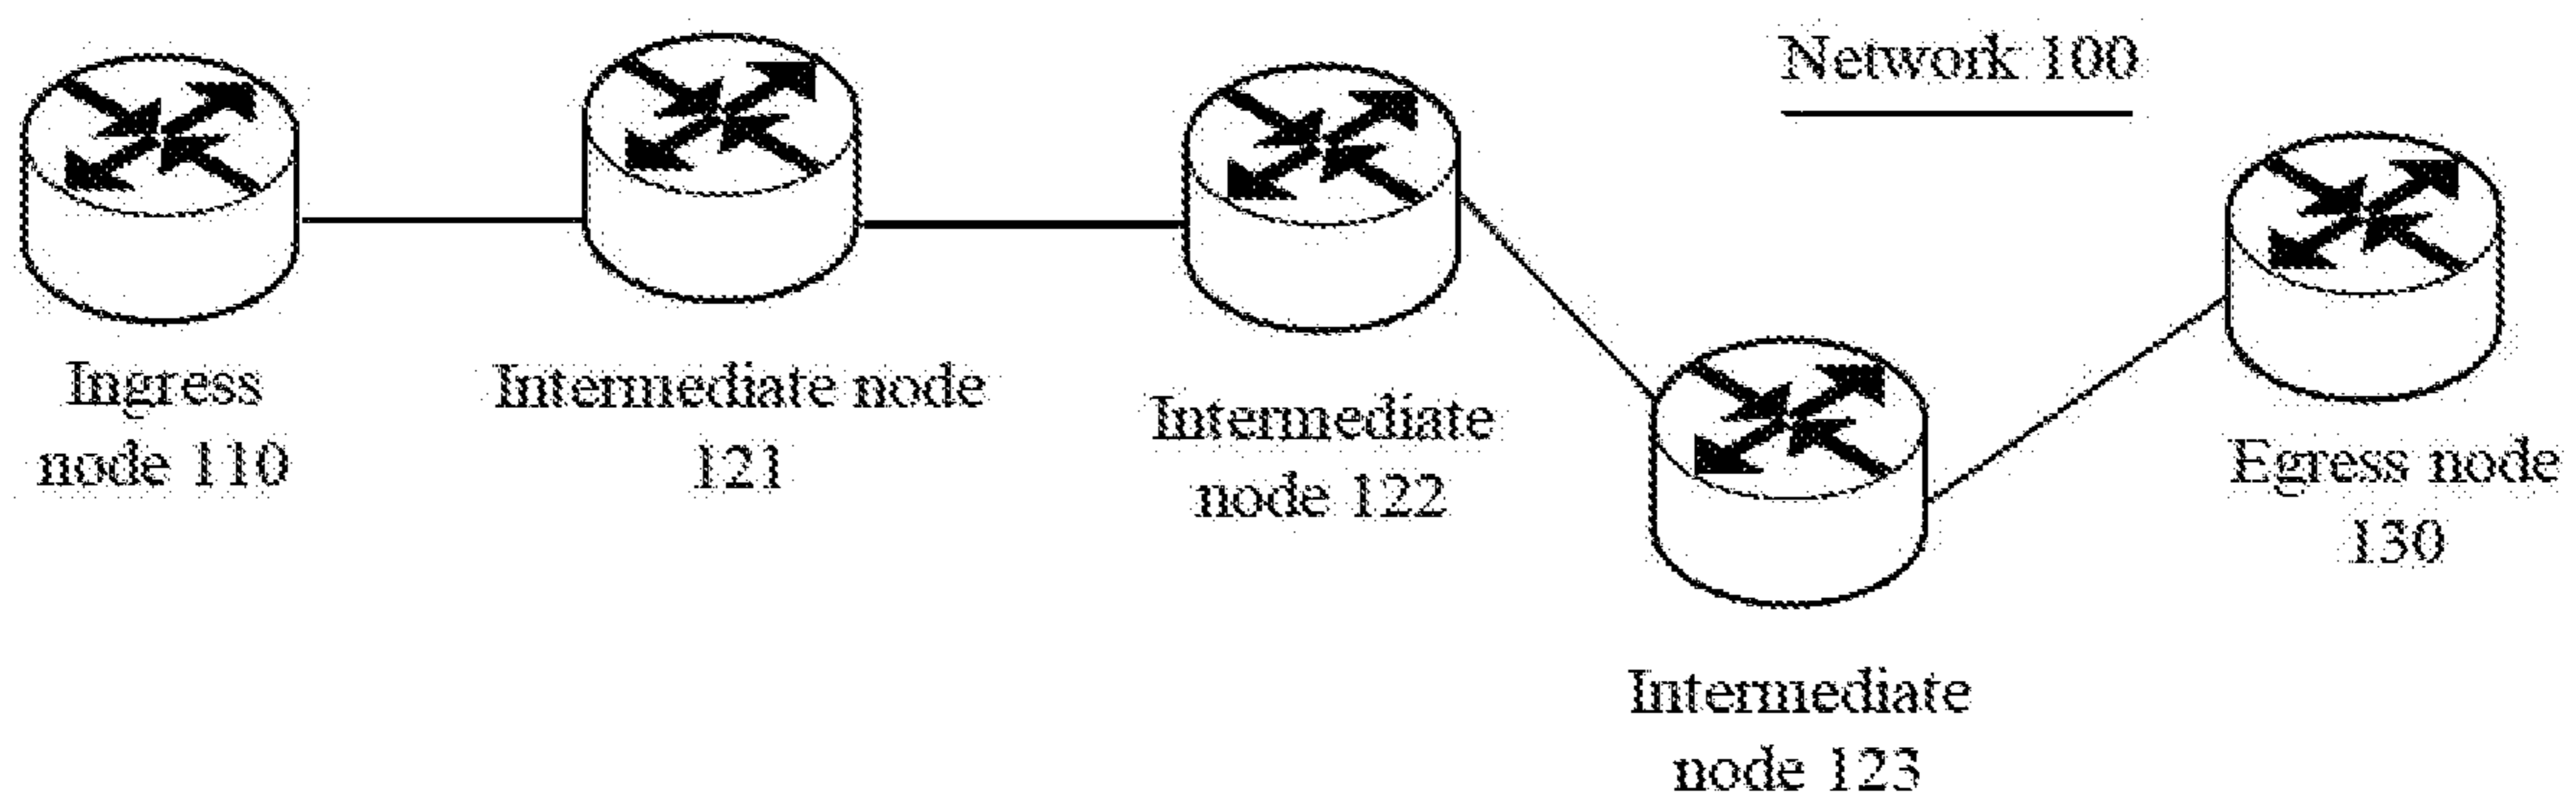 Network 100
Ingress
node 110
Intermediate node
121
Intermediate
node 122
Intermediate
node 123
Egress node
130